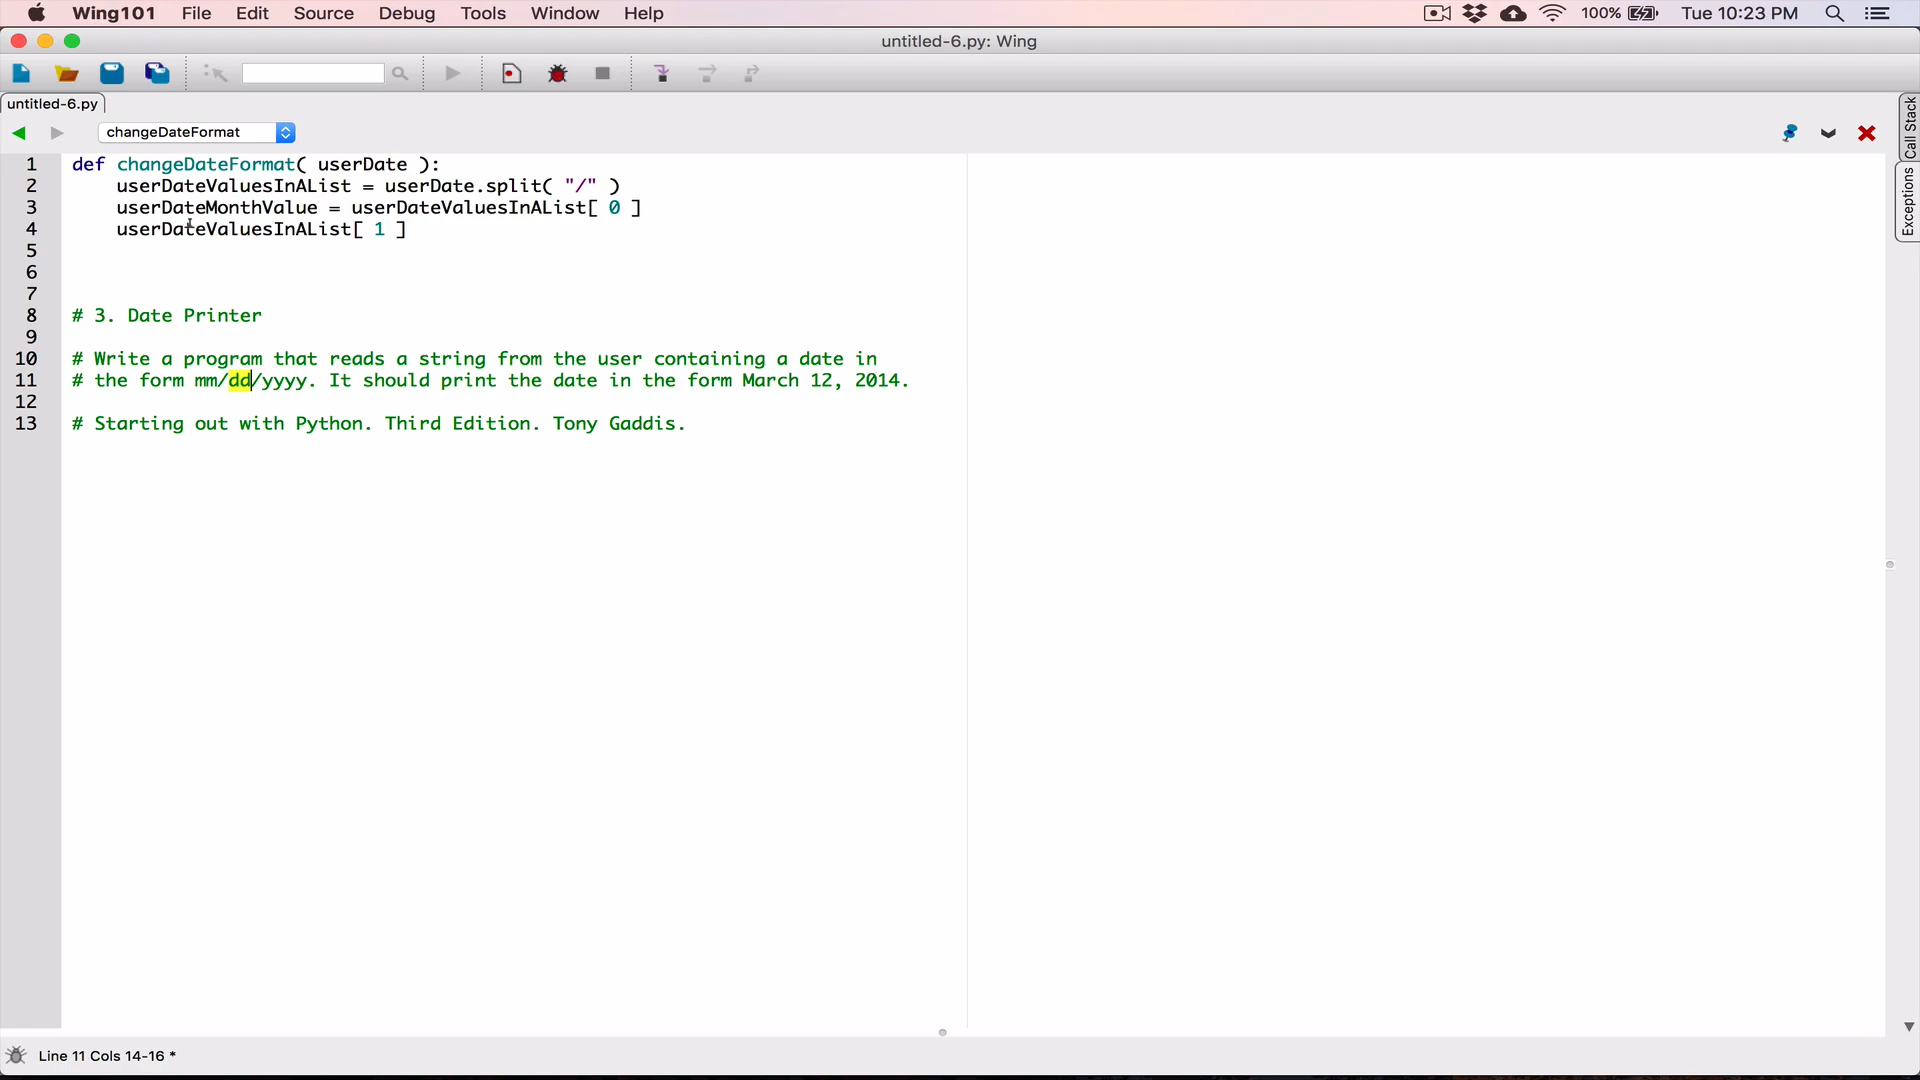 Wing101 File Edit Source Debug Tools Window Help 100% Tue 10:23 PM
untitled-6.py: Wing
untitled-6.py
changeDateFormat
Call Stack
Exceptions
1 def changeDateFormat( userDate ):
2 userDateValuesInAList = userDate.split( "/" )
3 userDateMonthValue = userDateValuesInAList[ 0 ]
4 userDateValuesInAList[ 1 ]
5
6
7
8 # 3. Date Printer
9
10 # Write a program that reads a string from the user containing a date in
11 # the form mm/dd/yyyy. It should print the date in the form March 12, 2014.
12
13 # Starting out with Python. Third Edition. Tony Gaddis.
Line 11 Cols 14-16 *